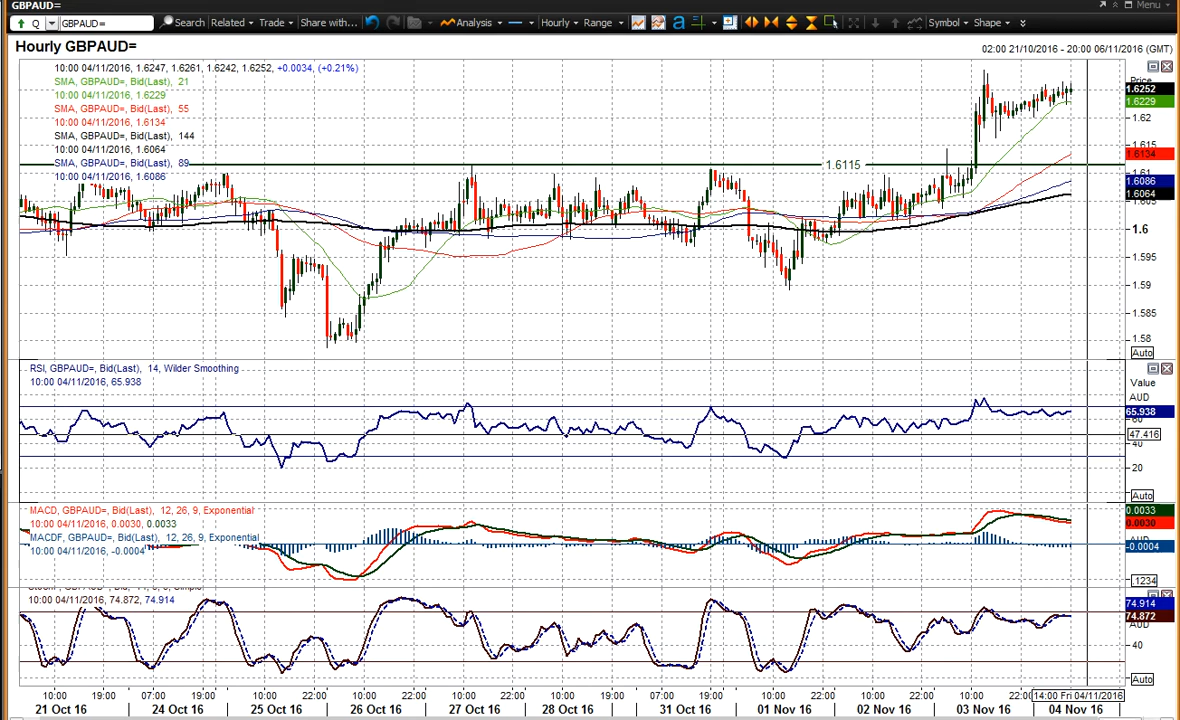 GBPAUD=
Menu
Q GBPAUD= Search Related Trade Share with... Analysis Hourly Range a Symbol Shape
Hourly GBPAUD=
02:00 21/10/2016 - 20:00 06/11/2016 (GMT)
10:00 04/11/2016, 1.6247, 1.6261, 1.6242, 1.6252, +0.0034, (+0.21%)
SMA, GBPAUD=, Bid(Last), 21
10:00 04/11/2016, 1.6229
SMA, GBPAUD=, Bid(Last), 55
10:00 04/11/2016, 1.6134
SMA, GBPAUD=, Bid(Last), 144
10:00 04/11/2016, 1.6064
SMA, GBPAUD=, Bid(Last), 89
10:00 04/11/2016, 1.6086
1.6115
Price
1.6252
1.6229
1.62
1.615
1.6134
1.61
1.6086
1.6064
1.605
1.6
1.595
1.59
1.585
1.58
Auto
RSI, GBPAUD=, Bid(Last), 14, Wilder Smoothing
10:00 04/11/2016, 65.938
Value
AUD
65.938
60
47.416
40
20
Auto
MACD, GBPAUD=, Bid(Last), 12, 26, 9, Exponential
10:00 04/11/2016, 0.0030, 0.0033
MACDF, GBPAUD=, Bid(Last), 12, 26, 9, Exponential
10:00 04/11/2016, -0.0004
0.0033
0.0030
AUD
-0.0004
.1234
10:00 04/11/2016, 74.872, 74.914
74.914
74.872
AUD
40
Auto
10:00 19:00 07:00 19:00 10:00 22:00 10:00 22:00 10:00 22:00 10:00 19:00 07:00 19:00 10:00 22:00 10:00 22:00 10:00 22:00 14:00 Fri 04/11/2016
21 Oct 16 24 Oct 16 25 Oct 16 26 Oct 16 27 Oct 16 28 Oct 16 31 Oct 16 01 Nov 16 02 Nov 16 03 Nov 16 04 Nov 16